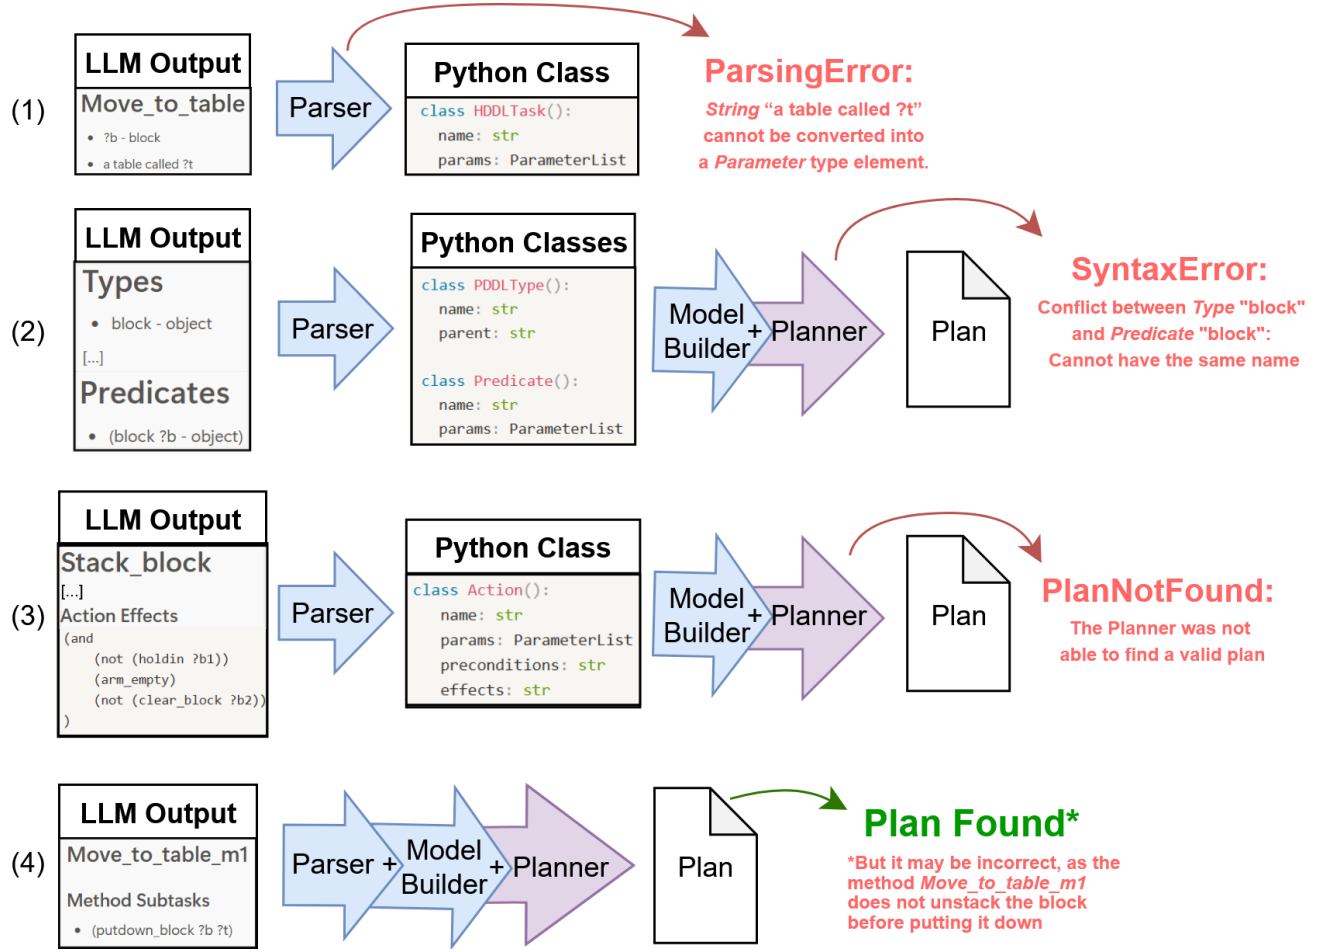 (1)
LLM Output
Move_to_table
• ?b - block
• a table called ?t
Parser
Python Class
class HDDLTask():
name: str
params: ParameterList
ParsingError:
String “a table called ?t”
cannot be converted into
a Parameter type element.
(2)
LLM Output
Types
• block - object
[...]
Predicates
• (block ?b - object)
Parser
Python Classes
class PDDLType():
name: str
parent: str
class Predicate():
name: str
params: ParameterList
Model
Builder
+
Planner
Plan
SyntaxError:
Conflict between Type "block"
and Predicate "block":
Cannot have the same name
(3)
LLM Output
Stack_block
[...]
Action Effects
(and
(not (holdin ?b1))
(arm_empty)
(not (clear_block ?b2))
)
Parser
Python Class
class Action():
name: str
params: ParameterList
preconditions: str
effects: str
Model
Builder
+
Planner
Plan
PlanNotFound:
The Planner was not
able to find a valid plan
(4)
LLM Output
Move_to_table_m1
Method Subtasks
• (putdown_block ?b ?t)
Parser
+
Model
Builder
+
Planner
Plan
Plan Found*
*But it may be incorrect, as the
method Move_to_table_m1
does not unstack the block
before putting it down